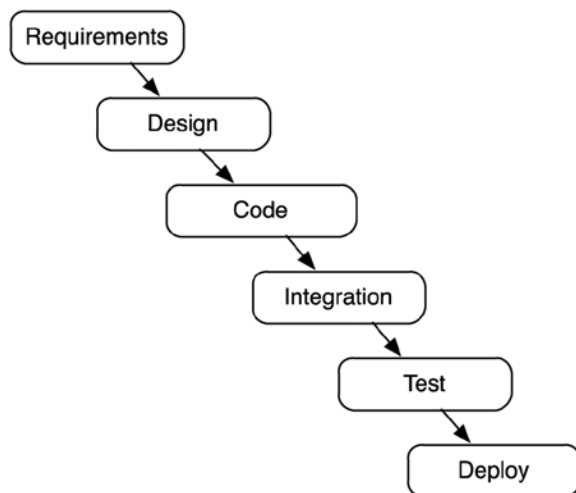 Requirements
Design
Code
Integration
Test
Deploy